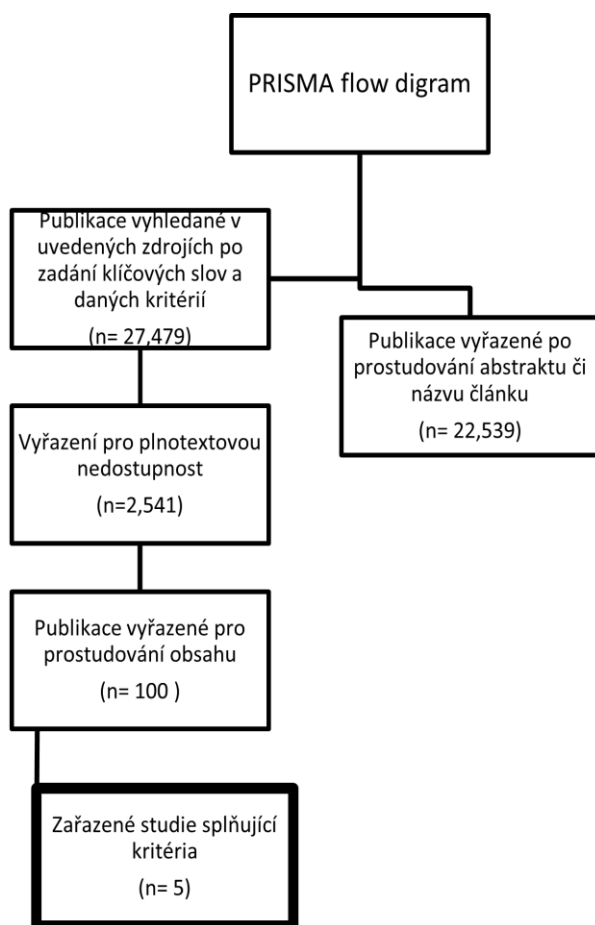 PRISMA flow digram
Publikace vyhledané v
uvedených zdrojích po
zadání klíčových slov a
daných kritérií
(n= 27,479)
Publikace vyřazené po
prostudování abstraktu či
názvu článku
(n= 22,539)
Vyřazení pro plnotextovou
nedostupnost
(n=2,541)
Publikace vyřazené pro
prostudování obsahu
(n= 100 )
Zařazené studie splňující
kritéria
(n= 5)